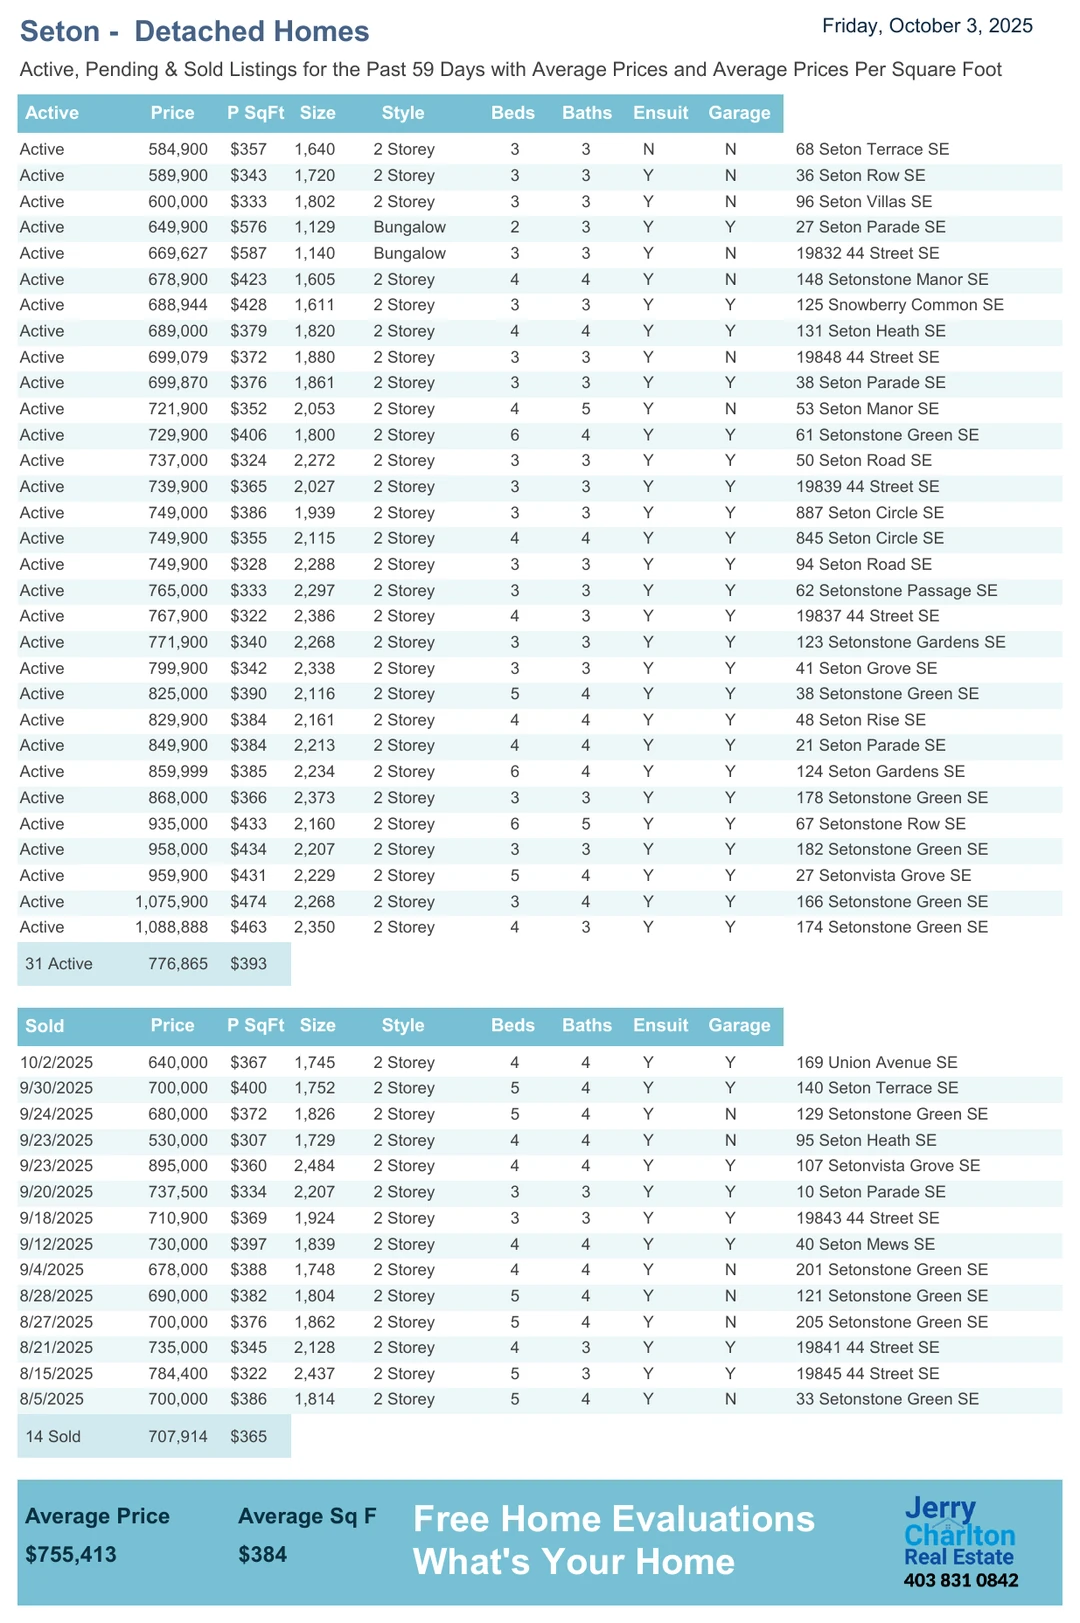 Seton - Detached Homes
Friday, October 3, 2025
Active, Pending & Sold Listings for the Past 59 Days with Average Prices and Average Prices Per Square Foot
Active Price P SqFt Size Style Beds Baths Ensuit Garage
Active 584,900 $357 1,640 2 Storey 3 3 N N 68 Seton Terrace SE
Active 589,900 $343 1,720 2 Storey 3 3 Y N 36 Seton Row SE
Active 600,000 $333 1,802 2 Storey 3 3 Y N 96 Seton Villas SE
Active 649,900 $576 1,129 Bungalow 2 3 Y Y 27 Seton Parade SE
Active 669,627 $587 1,140 Bungalow 3 3 Y N 19832 44 Street SE
Active 678,900 $423 1,605 2 Storey 4 4 Y N 148 Setonstone Manor SE
Active 688,944 $428 1,611 2 Storey 3 3 Y Y 125 Snowberry Common SE
Active 689,000 $379 1,820 2 Storey 4 4 Y Y 131 Seton Heath SE
Active 699,079 $372 1,880 2 Storey 3 3 Y N 19848 44 Street SE
Active 699,870 $376 1,861 2 Storey 3 3 Y Y 38 Seton Parade SE
Active 721,900 $352 2,053 2 Storey 4 5 Y N 53 Seton Manor SE
Active 729,900 $406 1,800 2 Storey 6 4 Y Y 61 Setonstone Green SE
Active 737,000 $324 2,272 2 Storey 3 3 Y Y 50 Seton Road SE
Active 739,900 $365 2,027 2 Storey 3 3 Y Y 19839 44 Street SE
Active 749,000 $386 1,939 2 Storey 3 3 Y Y 887 Seton Circle SE
Active 749,900 $355 2,115 2 Storey 4 4 Y Y 845 Seton Circle SE
Active 749,900 $328 2,288 2 Storey 3 3 Y Y 94 Seton Road SE
Active 765,000 $333 2,297 2 Storey 3 3 Y Y 62 Setonstone Passage SE
Active 767,900 $322 2,386 2 Storey 4 3 Y Y 19837 44 Street SE
Active 771,900 $340 2,268 2 Storey 3 3 Y Y 123 Setonstone Gardens SE
Active 799,900 $342 2,338 2 Storey 3 3 Y Y 41 Seton Grove SE
Active 825,000 $390 2,116 2 Storey 5 4 Y Y 38 Setonstone Green SE
Active 829,900 $384 2,161 2 Storey 4 4 Y Y 48 Seton Rise SE
Active 849,900 $384 2,213 2 Storey 4 4 Y Y 21 Seton Parade SE
Active 859,999 $385 2,234 2 Storey 6 4 Y Y 124 Seton Gardens SE
Active 868,000 $366 2,373 2 Storey 3 3 Y Y 178 Setonstone Green SE
Active 935,000 $433 2,160 2 Storey 6 5 Y Y 67 Setonstone Row SE
Active 958,000 $434 2,207 2 Storey 3 3 Y Y 182 Setonstone Green SE
Active 959,900 $431 2,229 2 Storey 5 4 Y Y 27 Setonvista Grove SE
Active 1,075,900 $474 2,268 2 Storey 3 4 Y Y 166 Setonstone Green SE
Active 1,088,888 $463 2,350 2 Storey 4 3 Y Y 174 Setonstone Green SE
31 Active 776,865 $393
Sold Price P SqFt Size Style Beds Baths Ensuit Garage
10/2/2025 640,000 $367 1,745 2 Storey 4 4 Y Y 169 Union Avenue SE
9/30/2025 700,000 $400 1,752 2 Storey 5 4 Y Y 140 Seton Terrace SE
9/24/2025 680,000 $372 1,826 2 Storey 5 4 Y N 129 Setonstone Green SE
9/23/2025 530,000 $307 1,729 2 Storey 4 4 Y N 95 Seton Heath SE
9/23/2025 895,000 $360 2,484 2 Storey 4 4 Y Y 107 Setonvista Grove SE
9/20/2025 737,500 $334 2,207 2 Storey 3 3 Y Y 10 Seton Parade SE
9/18/2025 710,900 $369 1,924 2 Storey 3 3 Y Y 19843 44 Street SE
9/12/2025 730,000 $397 1,839 2 Storey 4 4 Y Y 40 Seton Mews SE
9/4/2025 678,000 $388 1,748 2 Storey 4 4 Y N 201 Setonstone Green SE
8/28/2025 690,000 $382 1,804 2 Storey 5 4 Y N 121 Setonstone Green SE
8/27/2025 700,000 $376 1,862 2 Storey 5 4 Y N 205 Setonstone Green SE
8/21/2025 735,000 $345 2,128 2 Storey 4 3 Y Y 19841 44 Street SE
8/15/2025 784,400 $322 2,437 2 Storey 5 3 Y Y 19845 44 Street SE
8/5/2025 700,000 $386 1,814 2 Storey 5 4 Y N 33 Setonstone Green SE
14 Sold 707,914 $365
Average Price Average Sq F
$755,413 $384
Free Home Evaluations
What's Your Home
Jerry
Charlton
Real Estate
403 831 0842